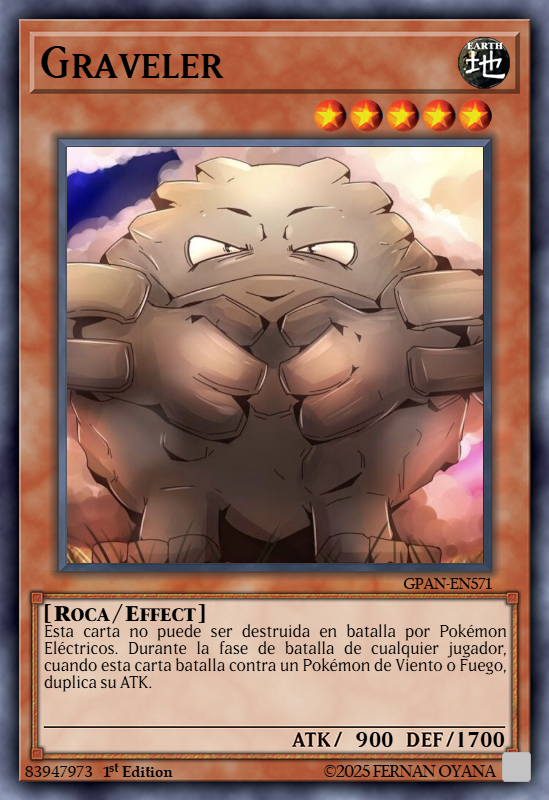 GRAVELER
EARTH
地
GPAN-EN571
[ROCA/EFFECT]
Esta carta no puede ser destruida en batalla por Pokémon
Eléctricos. Durante la fase de batalla de cualquier jugador,
cuando esta carta batalla contra un Pokémon de Viento o Fuego,
duplica su ATK.
ATK/ 900 DEF/1700
83947973 1st Edition ©2025 FERNAN OYANA